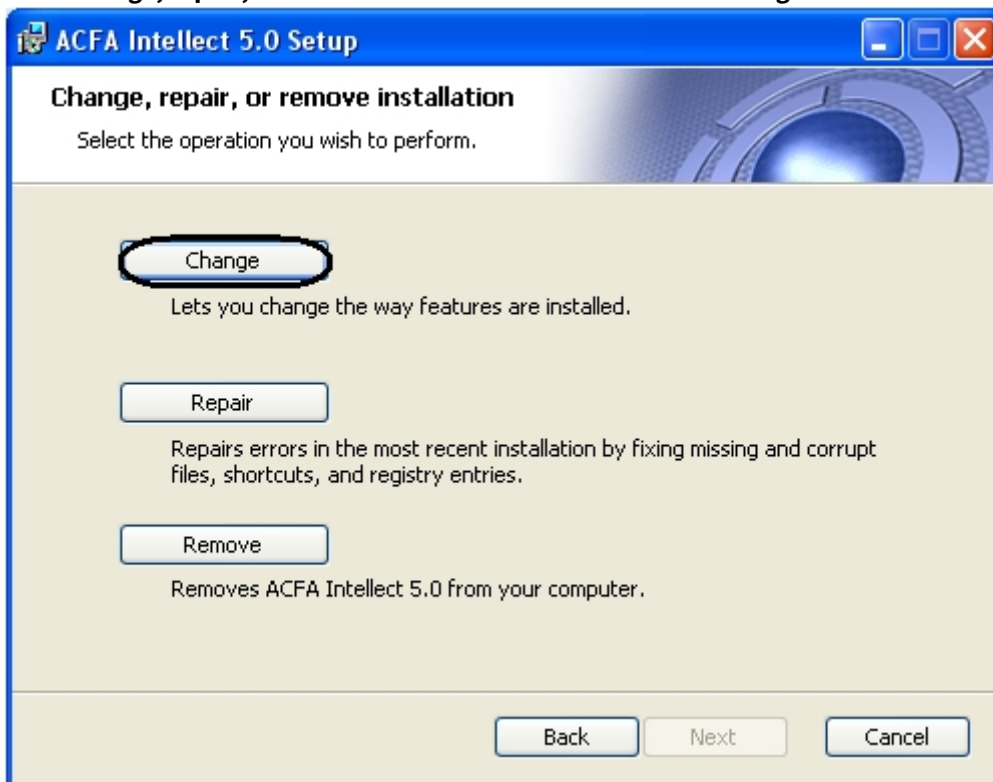 ACFA Intellect 5.0 Setup
Change, repair, or remove installation
Select the operation you wish to perform.
Change
Lets you change the way features are installed.
Repair
Repairs errors in the most recent installation by fixing missing and corrupt
files, shortcuts, and registry entries.
Remove
Removes ACFA Intellect 5.0 from your computer.
Back Next Cancel